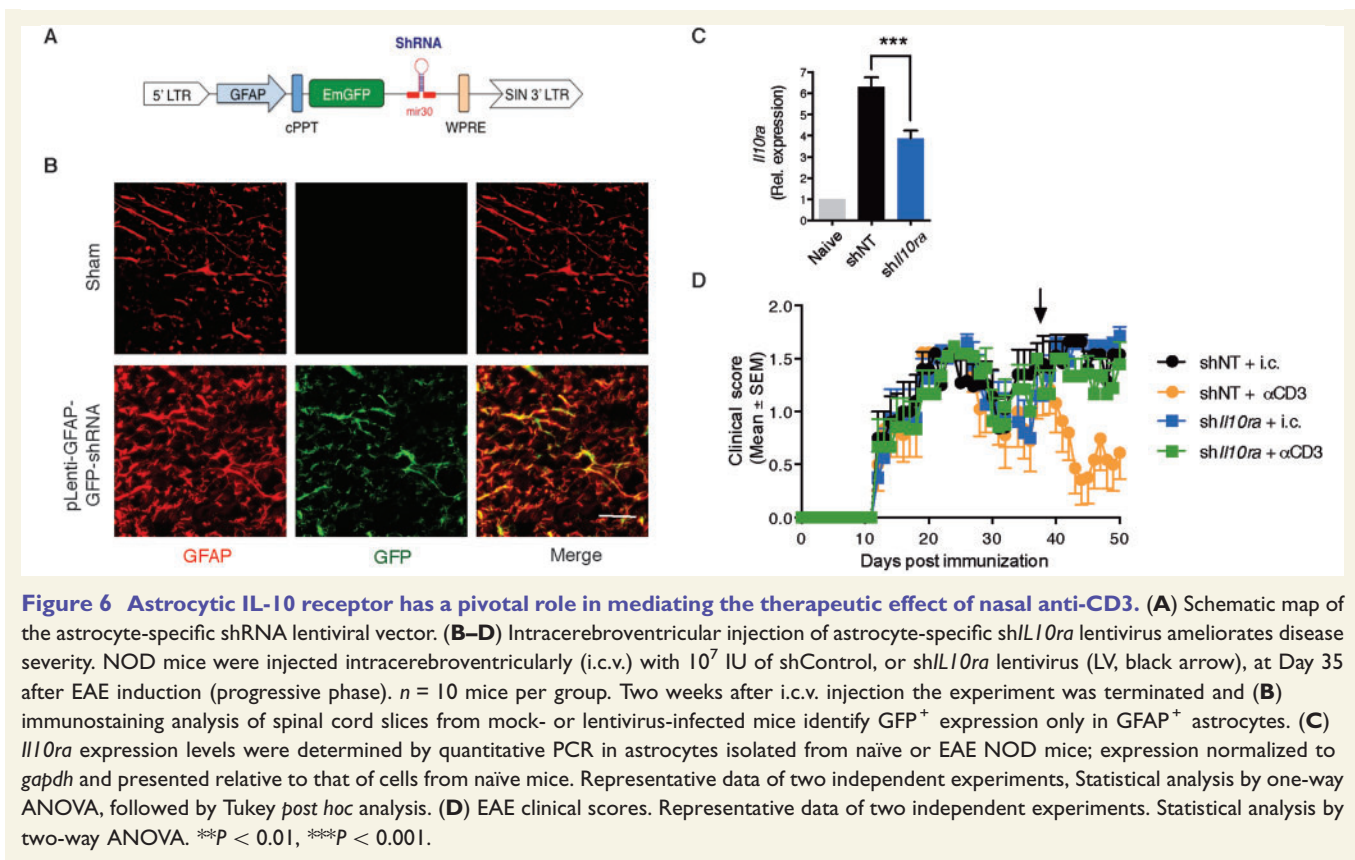 A
ShRNA
5' LTR
GFAP
EmGFP
SIN 3' LTR
cPPT
mir30
WPRE
B
Sham
pLenti-GFAP-
GFP-shRNA
GFAP
GFP
Merge
C
***
Il10ra
(Rel. expression)
7
6
5
4
3
2
1
0
Naive
shNT
shIl10ra
D
Clinical score
(Mean ± SEM)
2.0
1.5
1.0
0.5
0.0
0 10 20 30 40 50
Days post immunization
shNT + i.c.
shNT + αCD3
shIl10ra + i.c.
shIl10ra + αCD3
Figure 6 Astrocytic IL-10 receptor has a pivotal role in mediating the therapeutic effect of nasal anti-CD3. (A) Schematic map of
the astrocyte-specific shRNA lentiviral vector. (B–D) Intracerebroventricular injection of astrocyte-specific shIL10ra lentivirus ameliorates disease
severity. NOD mice were injected intracerebroventricularly (i.c.v.) with 10⁷ IU of shControl, or shIL10ra lentivirus (LV, black arrow), at Day 35
after EAE induction (progressive phase). n = 10 mice per group. Two weeks after i.c.v. injection the experiment was terminated and (B)
immunostaining analysis of spinal cord slices from mock- or lentivirus-infected mice identify GFP⁺ expression only in GFAP⁺ astrocytes. (C)
Il10ra expression levels were determined by quantitative PCR in astrocytes isolated from naïve or EAE NOD mice; expression normalized to
gapdh and presented relative to that of cells from naïve mice. Representative data of two independent experiments, Statistical analysis by one-way
ANOVA, followed by Tukey post hoc analysis. (D) EAE clinical scores. Representative data of two independent experiments. Statistical analysis by
two-way ANOVA. **P < 0.01, ***P < 0.001.